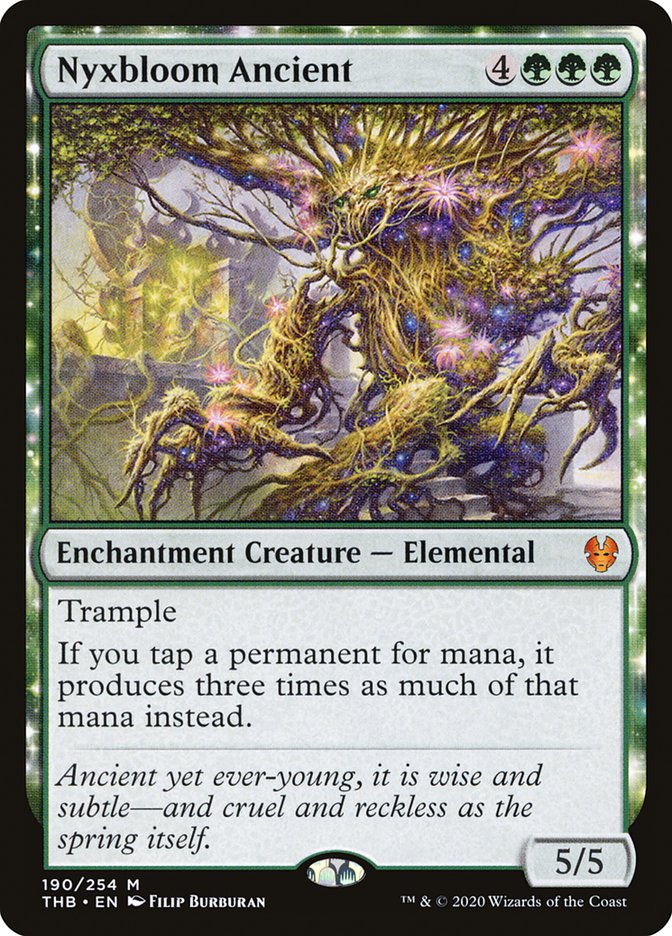 Nyxbloom Ancient 4
Enchantment Creature — Elemental
Trample
If you tap a permanent for mana, it
produces three times as much of that
mana instead.
Ancient yet ever-young, it is wise and
subtle—and cruel and reckless as the
spring itself.
5/5
190/254 M
THB • EN Filip Burburan
™ & © 2020 Wizards of the Coast